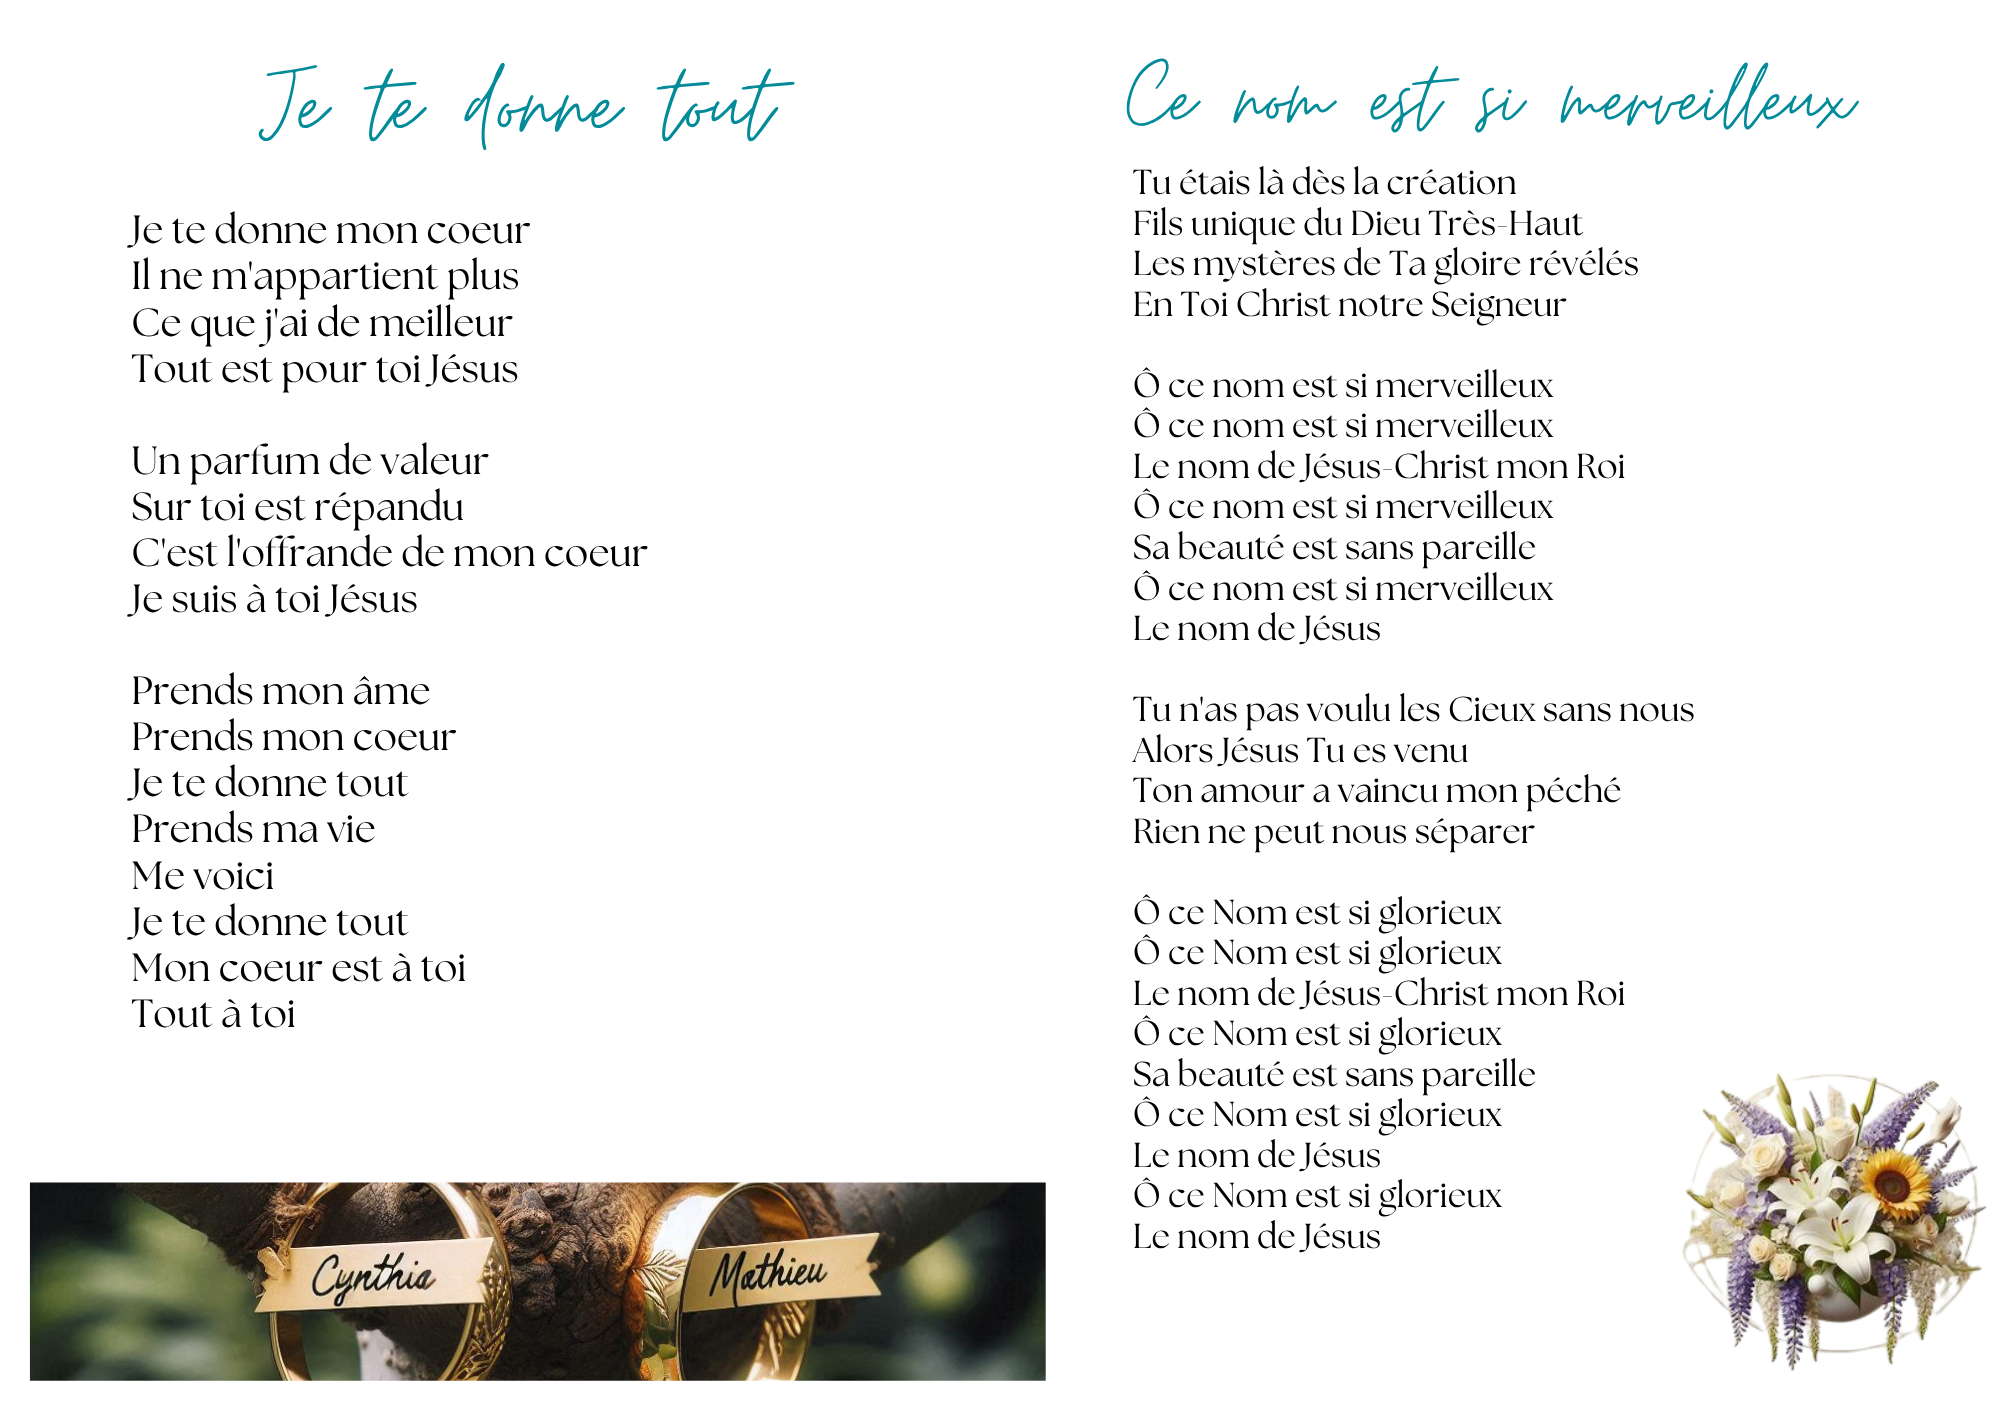 Je te donne tout
Je te donne mon coeur
Il ne m'appartient plus
Ce que j'ai de meilleur
Tout est pour toi Jésus
Un parfum de valeur
Sur toi est répandu
C'est l'offrande de mon coeur
Je suis à toi Jésus
Prends mon âme
Prends mon coeur
Je te donne tout
Prends ma vie
Me voici
Je te donne tout
Mon coeur est à toi
Tout à toi
Cynthia
Mathieu
Ce nom est si merveilleux
Tu étais là dès la création
Fils unique du Dieu Très-Haut
Les mystères de Ta gloire révélés
En Toi Christ notre Seigneur
Ô ce nom est si merveilleux
Ô ce nom est si merveilleux
Le nom de Jésus-Christ mon Roi
Ô ce nom est si merveilleux
Sa beauté est sans pareille
Ô ce nom est si merveilleux
Le nom de Jésus
Tu n'as pas voulu les Cieux sans nous
Alors Jésus Tu es venu
Ton amour a vaincu mon péché
Rien ne peut nous séparer
Ô ce Nom est si glorieux
Ô ce Nom est si glorieux
Le nom de Jésus-Christ mon Roi
Ô ce Nom est si glorieux
Sa beauté est sans pareille
Ô ce Nom est si glorieux
Le nom de Jésus
Ô ce Nom est si glorieux
Le nom de Jésus